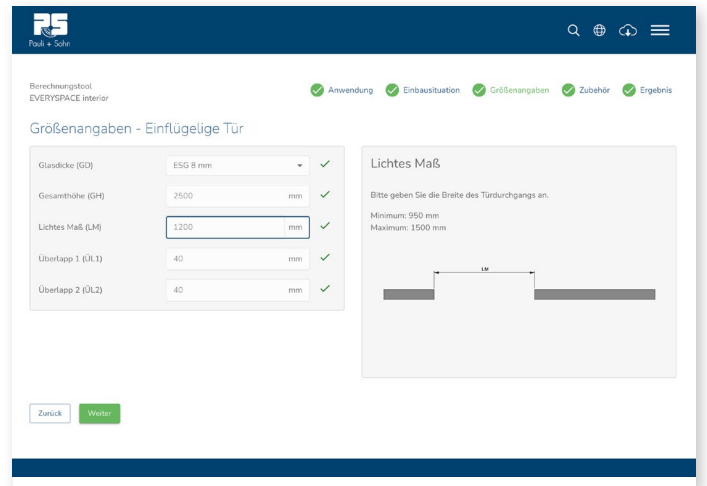 PS
Pauli + Sohn
Berechnungstool
EVERYSPACE interior
Anwendung
Einbausituation
Größenangaben
Zubehör
Ergebnis
Größenangaben - Einflügelige Tür
Glasdicke (GD)
ESG 8 mm
Gesamthöhe (GH)
2500 mm
Lichtes Maß (LM)
1200 mm
Überlapp 1 (ÜL1)
40 mm
Überlapp 2 (ÜL2)
40 mm
Lichtes Maß
Bitte geben Sie die Breite des Türdurchgangs an.
Minimum: 950 mm
Maximum: 1500 mm
LM
Zurück
Weiter